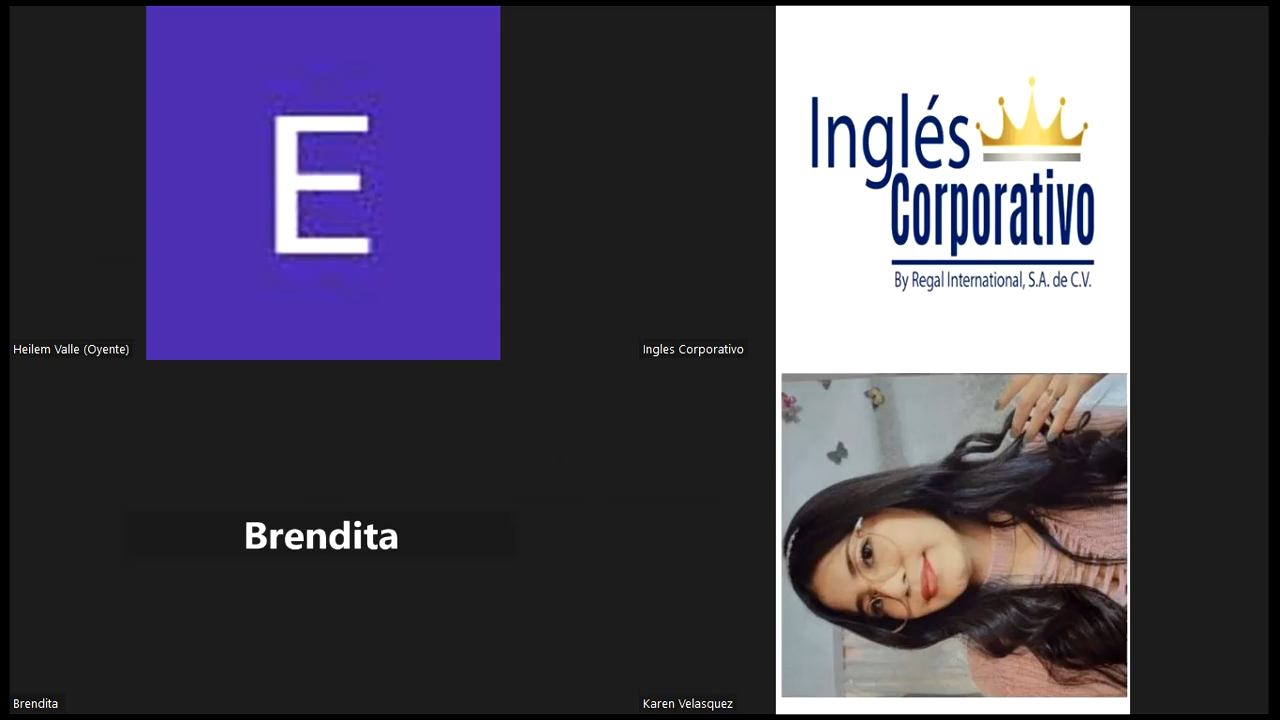 E
Inglés
Corporativo
By Regal International, S.A. de C.V.
Heilem Valle (Oyente)
Ingles Corporativo
Brendita
Brendita
Karen Velasquez